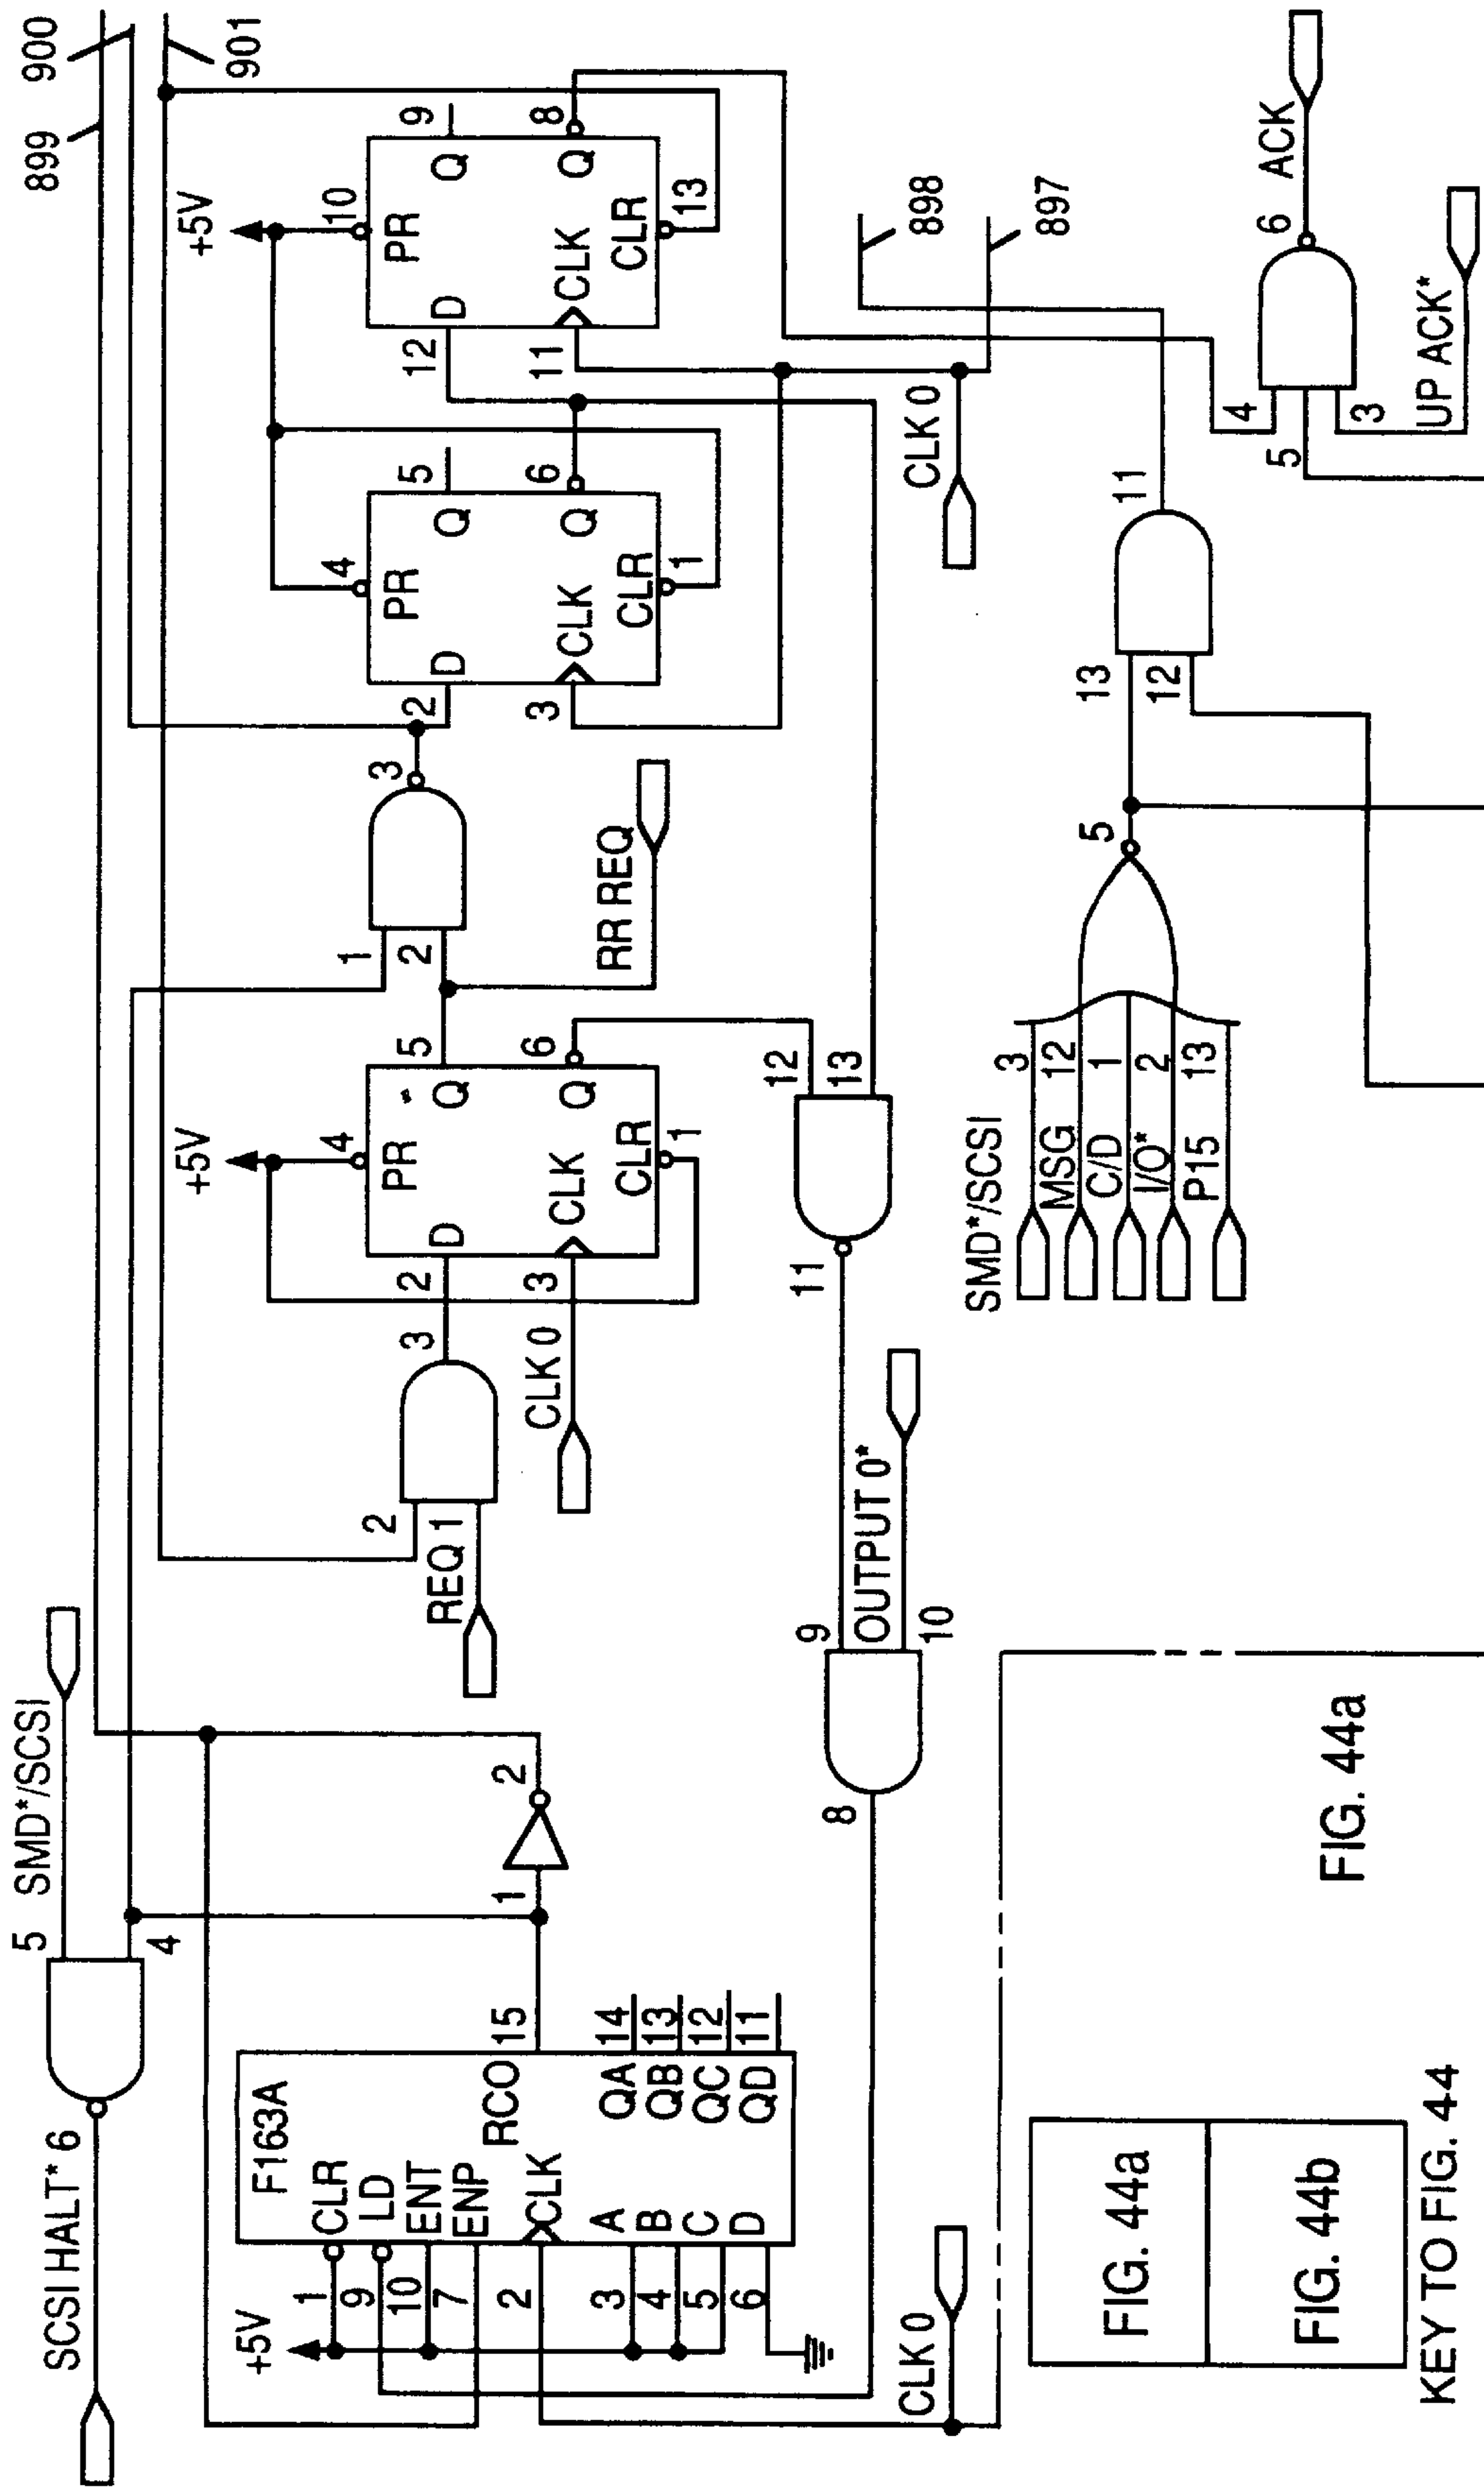 SCSI HALT* 6
5 SMD*/SCSI
4
899
900
901
+5V
F163A
1 CLR
9 LD
10 ENT
7 ENP
2 CLK
3 A
4 B
5 C
6 D
RCO 15
QA 14
QB 13
QC 12
QD 11
1
2
CLK 0
2
REQ 1
3
CLK 0
+5V
4
PR
2 D
3 CLK
Q 5
Q 6
CLR
1
RR REQ
1
2
3
4
PR
2 D
3 CLK
Q 5
Q 6
CLR
1
+5V
10
PR
12 D
11 CLK
Q 9
Q 8
CLR
13
8
9
OUTPUT 0*
10
11
12
13
CLK 0
898
897
SMD*/SCSI
3
MSG 12
C/D 1
I/O* 2
P15 13
5
13
12
11
4
5
3
6 ACK
UP ACK*
FIG. 44a
FIG. 44a
FIG. 44b
KEY TO FIG. 44